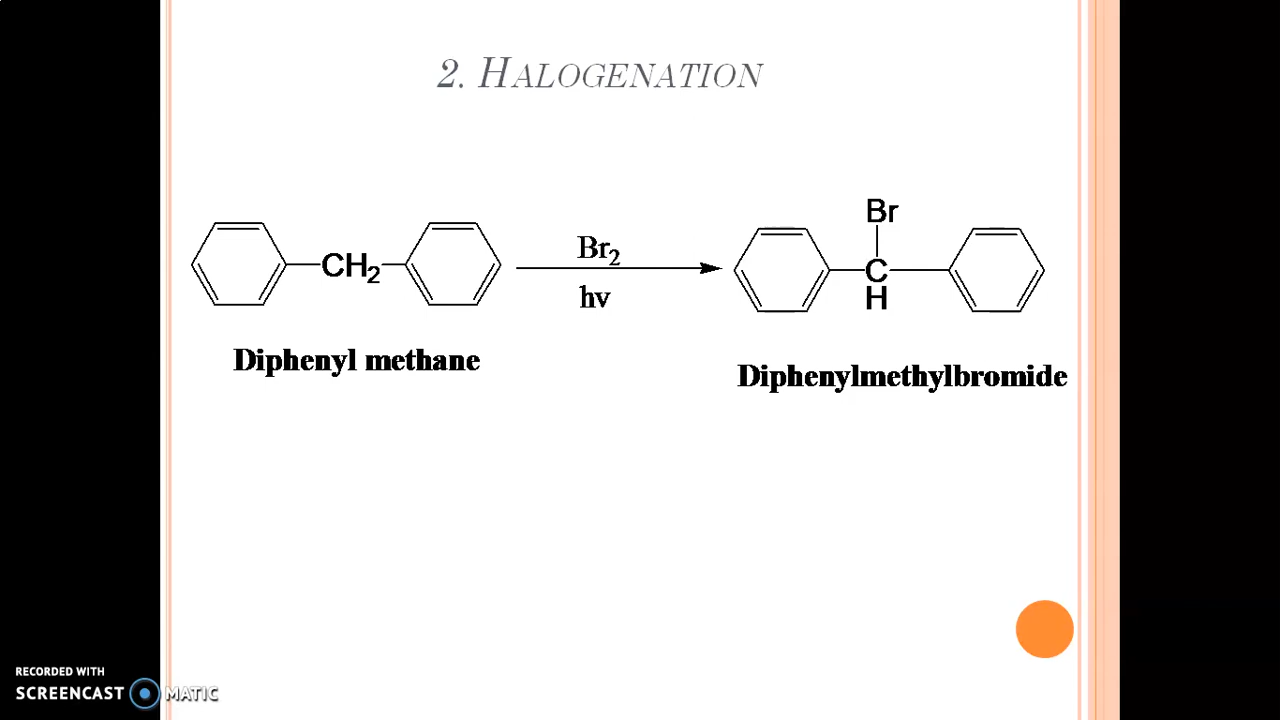 2. HALOGENATION
Br
CH2
Br2
hv
C
H
Diphenyl methane
Diphenylmethylbromide
RECORDED WITH
SCREENCAST MATIC